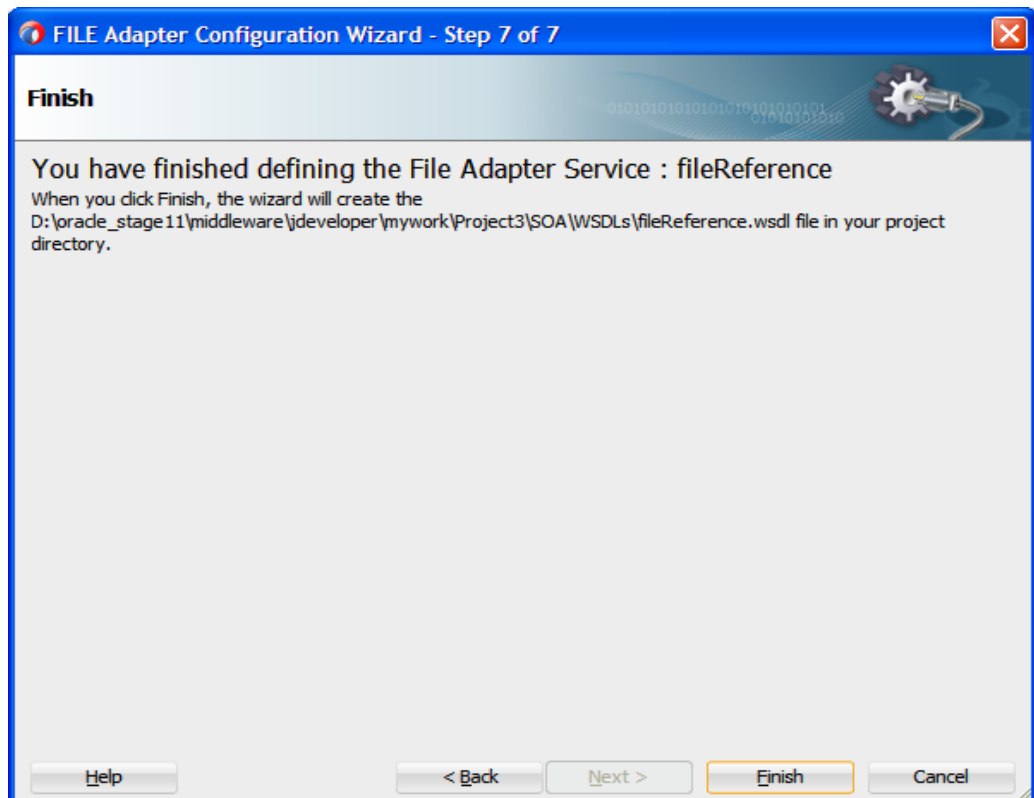 FILE Adapter Configuration Wizard - Step 7 of 7
Finish
0101010101010101010101010101
01010101010
You have finished defining the File Adapter Service : fileReference
When you click Finish, the wizard will create the
D:\oracle_stage11\middleware\jdeveloper\mywork\Project3\SOA\WSDLs\fileReference.wsdl file in your project
directory.
Help
< Back
Next >
Finish
Cancel